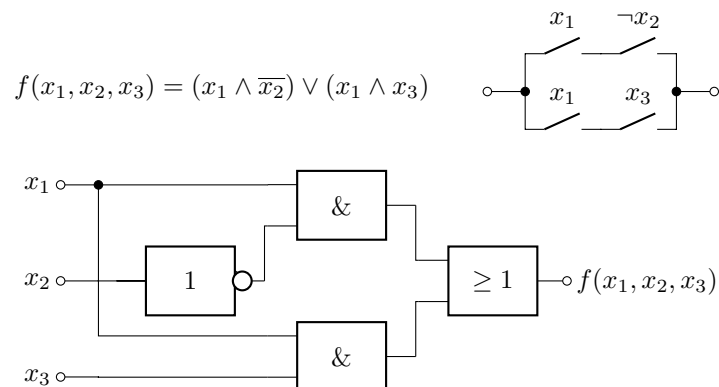 x₁ ¬x₂
f(x₁, x₂, x₃) = (x₁ ∧ x̅₂) ∨ (x₁ ∧ x₃)
x₁ x₃
x₁
&
x₂
1
≥ 1
f(x₁, x₂, x₃)
&
x₃